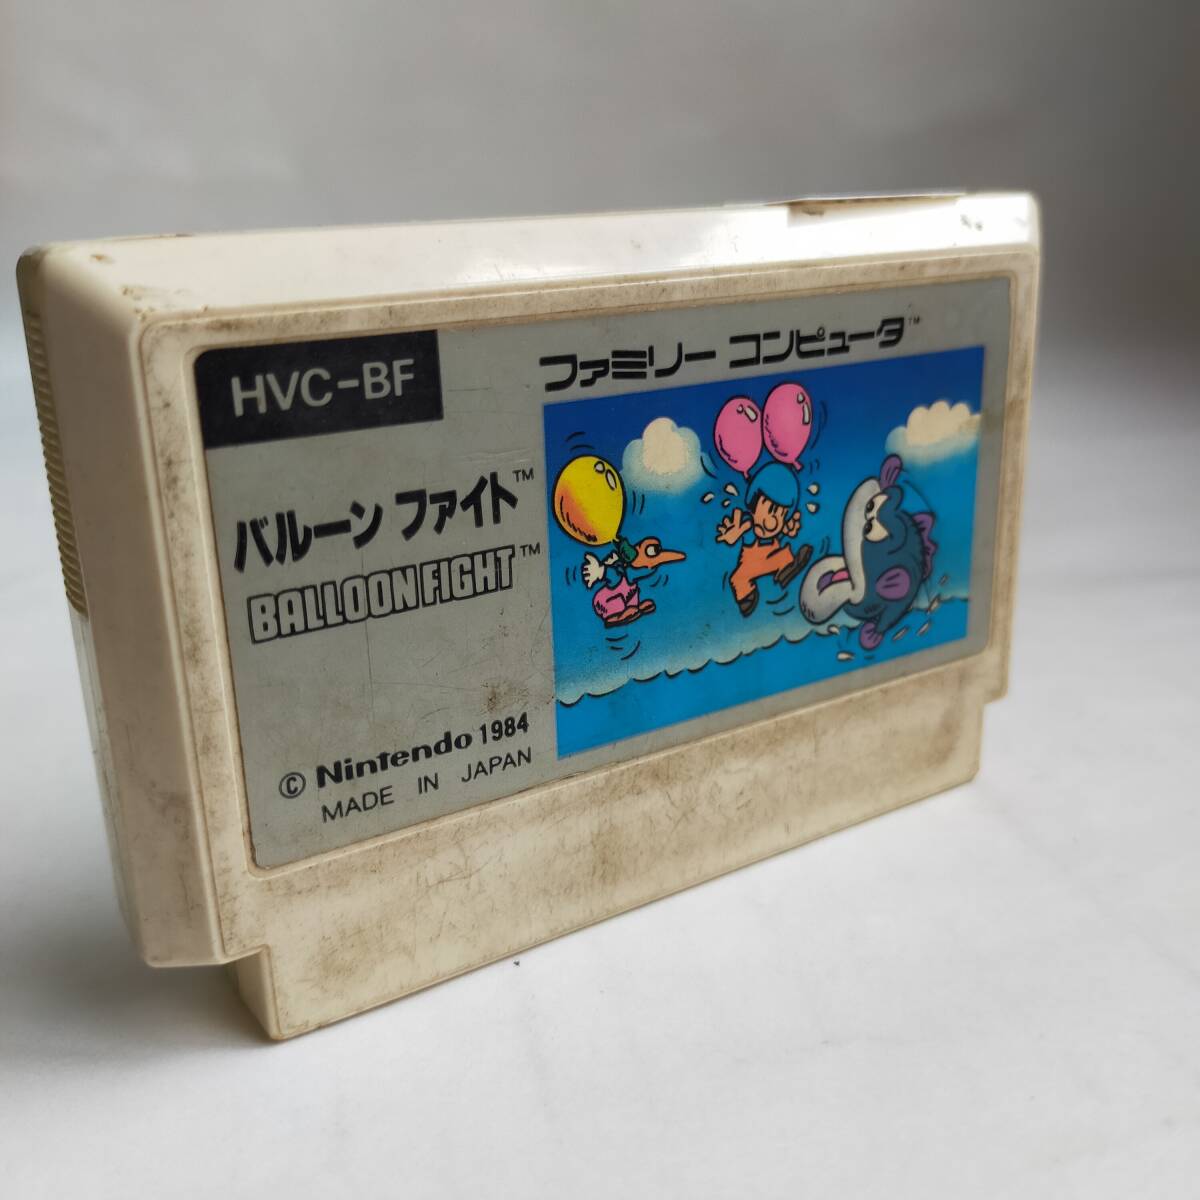 HVC-BF
ファミリー コンピュータ™
バルーン ファイト™
BALLOON FIGHT™
© Nintendo 1984
MADE IN JAPAN